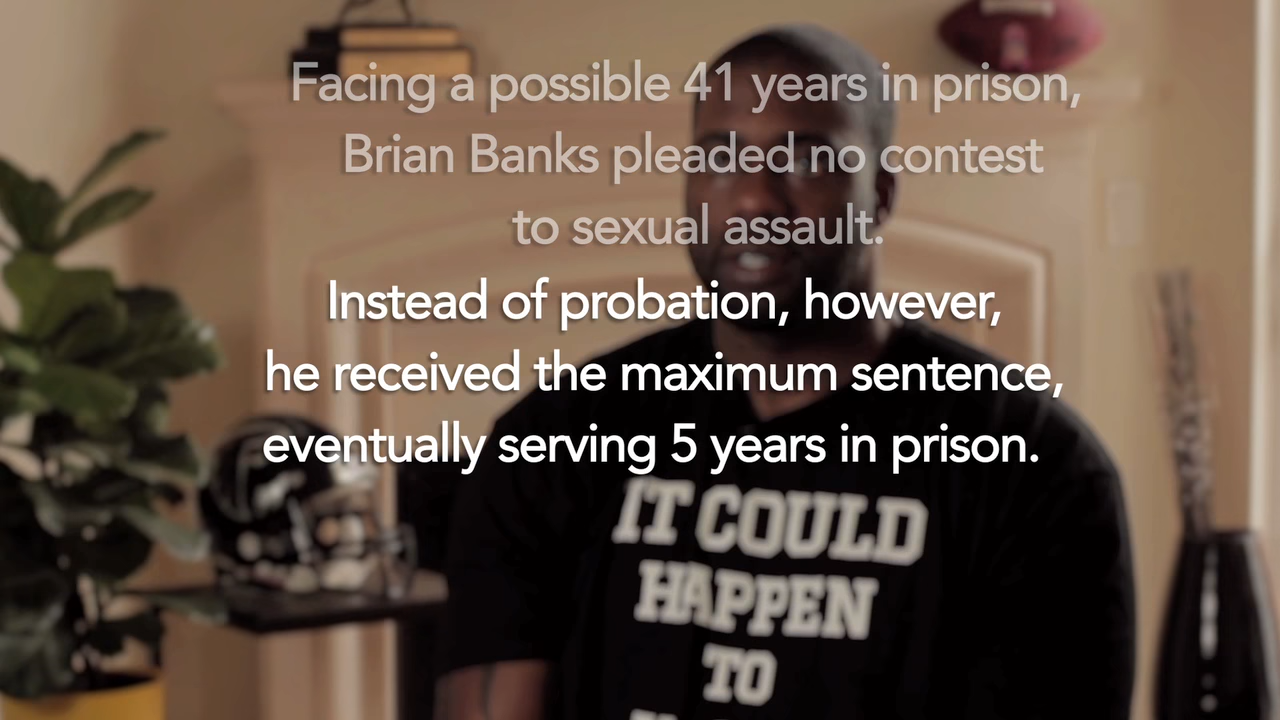 Facing a possible 41 years in prison,
Brian Banks pleaded no contest
to sexual assault.
Instead of probation, however,
he received the maximum sentence,
eventually serving 5 years in prison.
IT COULD
HAPPEN
TO